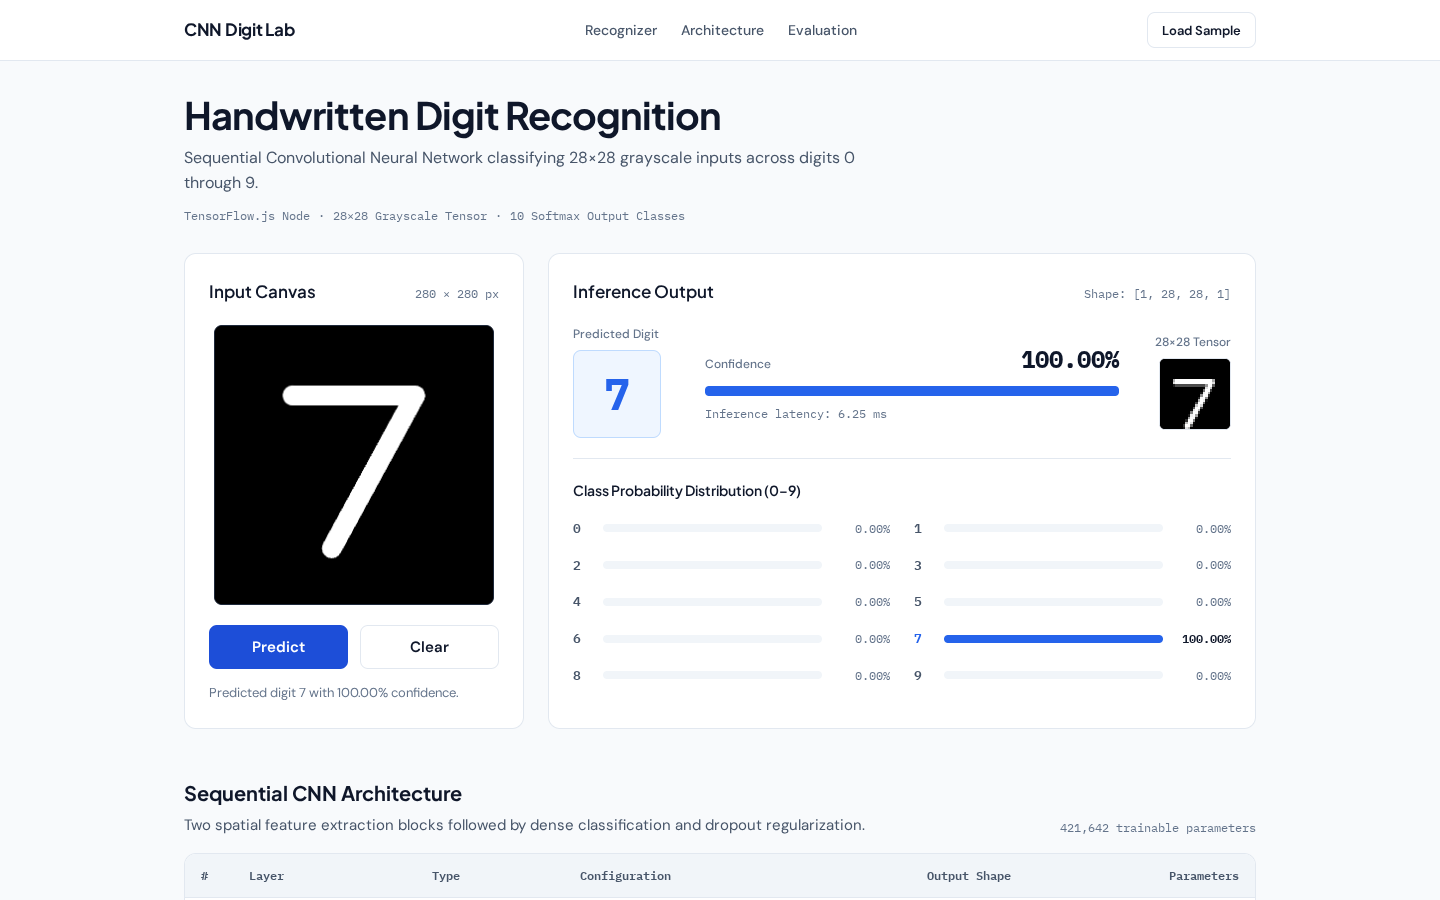 CNN Digit Lab
Recognizer Architecture Evaluation
Load Sample
Handwritten Digit Recognition
Sequential Convolutional Neural Network classifying 28×28 grayscale inputs across digits 0
through 9.
TensorFlow.js Node · 28×28 Grayscale Tensor · 10 Softmax Output Classes
Input Canvas
280 × 280 px
7
Predict
Clear
Predicted digit 7 with 100.00% confidence.
Inference Output
Shape: [1, 28, 28, 1]
Predicted Digit
7
Confidence
100.00%
Inference latency: 6.25 ms
28×28 Tensor
7
Class Probability Distribution (0–9)
0 0.00% 1 0.00%
2 0.00% 3 0.00%
4 0.00% 5 0.00%
6 0.00% 7 100.00%
8 0.00% 9 0.00%
Sequential CNN Architecture
Two spatial feature extraction blocks followed by dense classification and dropout regularization.
421,642 trainable parameters
# Layer Type Configuration Output Shape Parameters